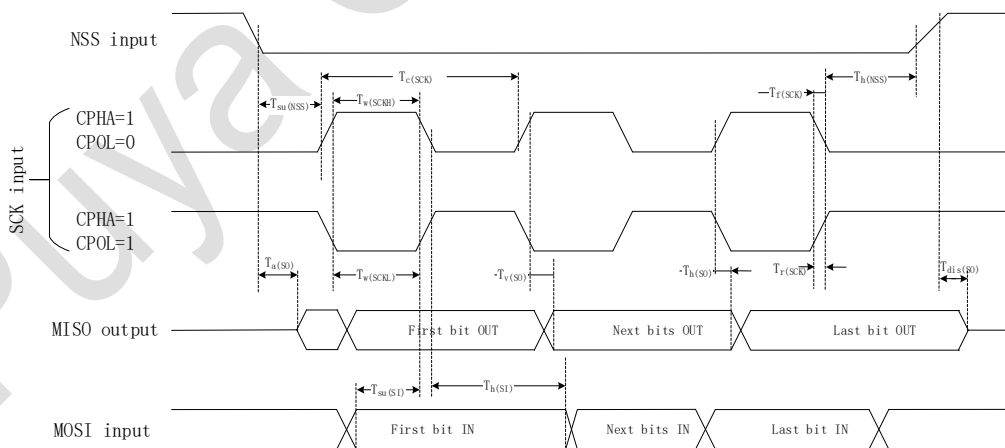 NSS input
Tc(SCK)
Th(NSS)
Tsu(NSS)
Tw(SCKH)
Tf(SCK)
CPHA=1
CPOL=0
SCK input
CPHA=1
CPOL=1
Ta(SO)
Tw(SCKL)
Tv(SO)
Th(SO)
Tr(SCK)
Tdis(SO)
MISO output
First bit OUT
Next bits OUT
Last bit OUT
Tsu(SI)
Th(SI)
MOSI input
First bit IN
Next bits IN
Last bit IN
Puya